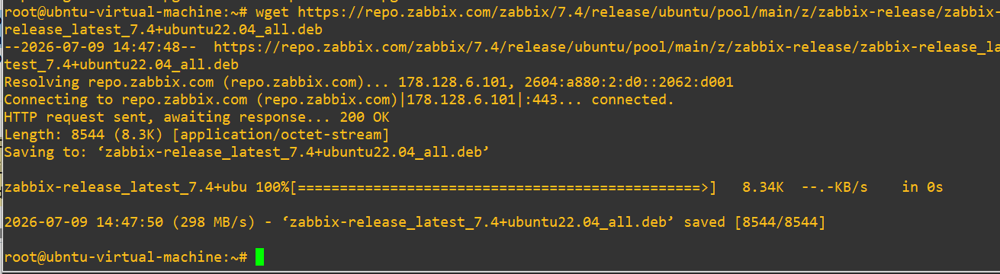 root@ubntu-virtual-machine:~# wget https://repo.zabbix.com/zabbix/7.4/release/ubuntu/pool/main/z/zabbix-release/zabbix-
release_latest_7.4+ubuntu22.04_all.deb
--2026-07-09 14:47:48--  https://repo.zabbix.com/zabbix/7.4/release/ubuntu/pool/main/z/zabbix-release/zabbix-release_la
test_7.4+ubuntu22.04_all.deb
Resolving repo.zabbix.com (repo.zabbix.com)... 178.128.6.101, 2604:a880:2:d0::2062:d001
Connecting to repo.zabbix.com (repo.zabbix.com)|178.128.6.101|:443... connected.
HTTP request sent, awaiting response... 200 OK
Length: 8544 (8.3K) [application/octet-stream]
Saving to: ‘zabbix-release_latest_7.4+ubuntu22.04_all.deb’
zabbix-release_latest_7.4+ubu 100%[================================================>]   8.34K  --.-KB/s    in 0s
2026-07-09 14:47:50 (298 MB/s) - ‘zabbix-release_latest_7.4+ubuntu22.04_all.deb’ saved [8544/8544]
root@ubntu-virtual-machine:~#